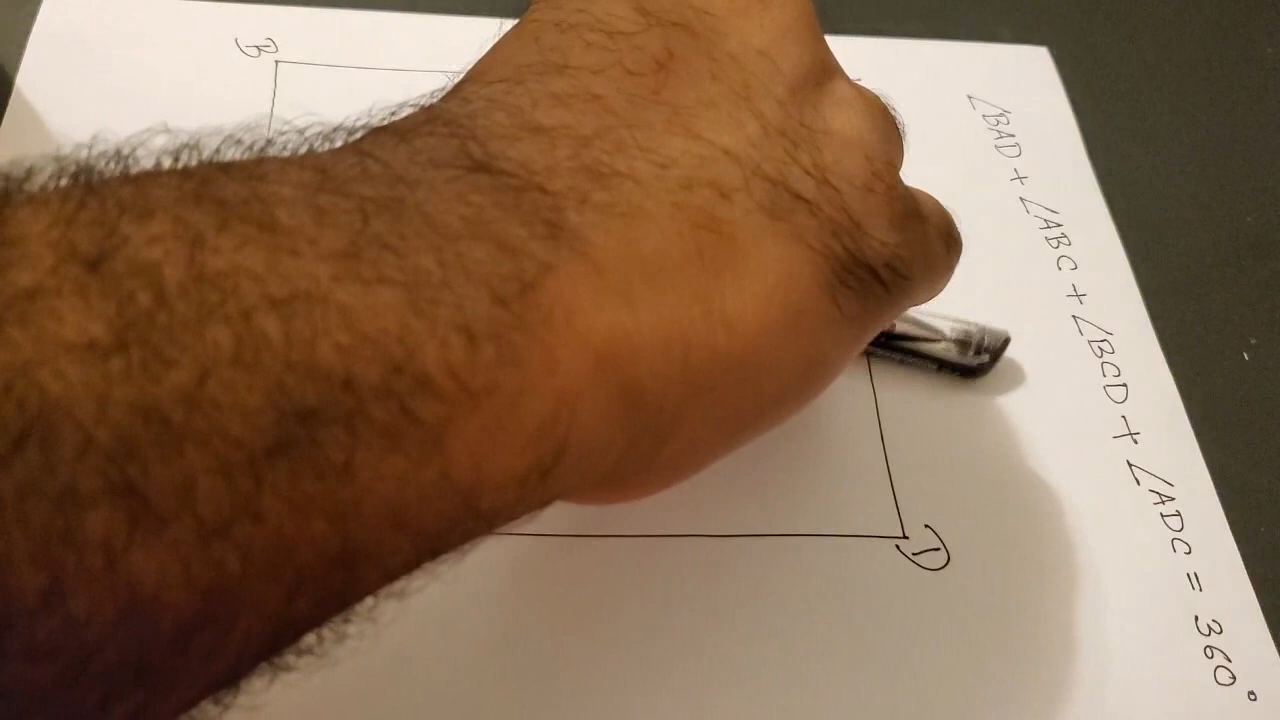 B
∠BAD + ∠ABC + ∠BCD + ∠ADC = 360°
D